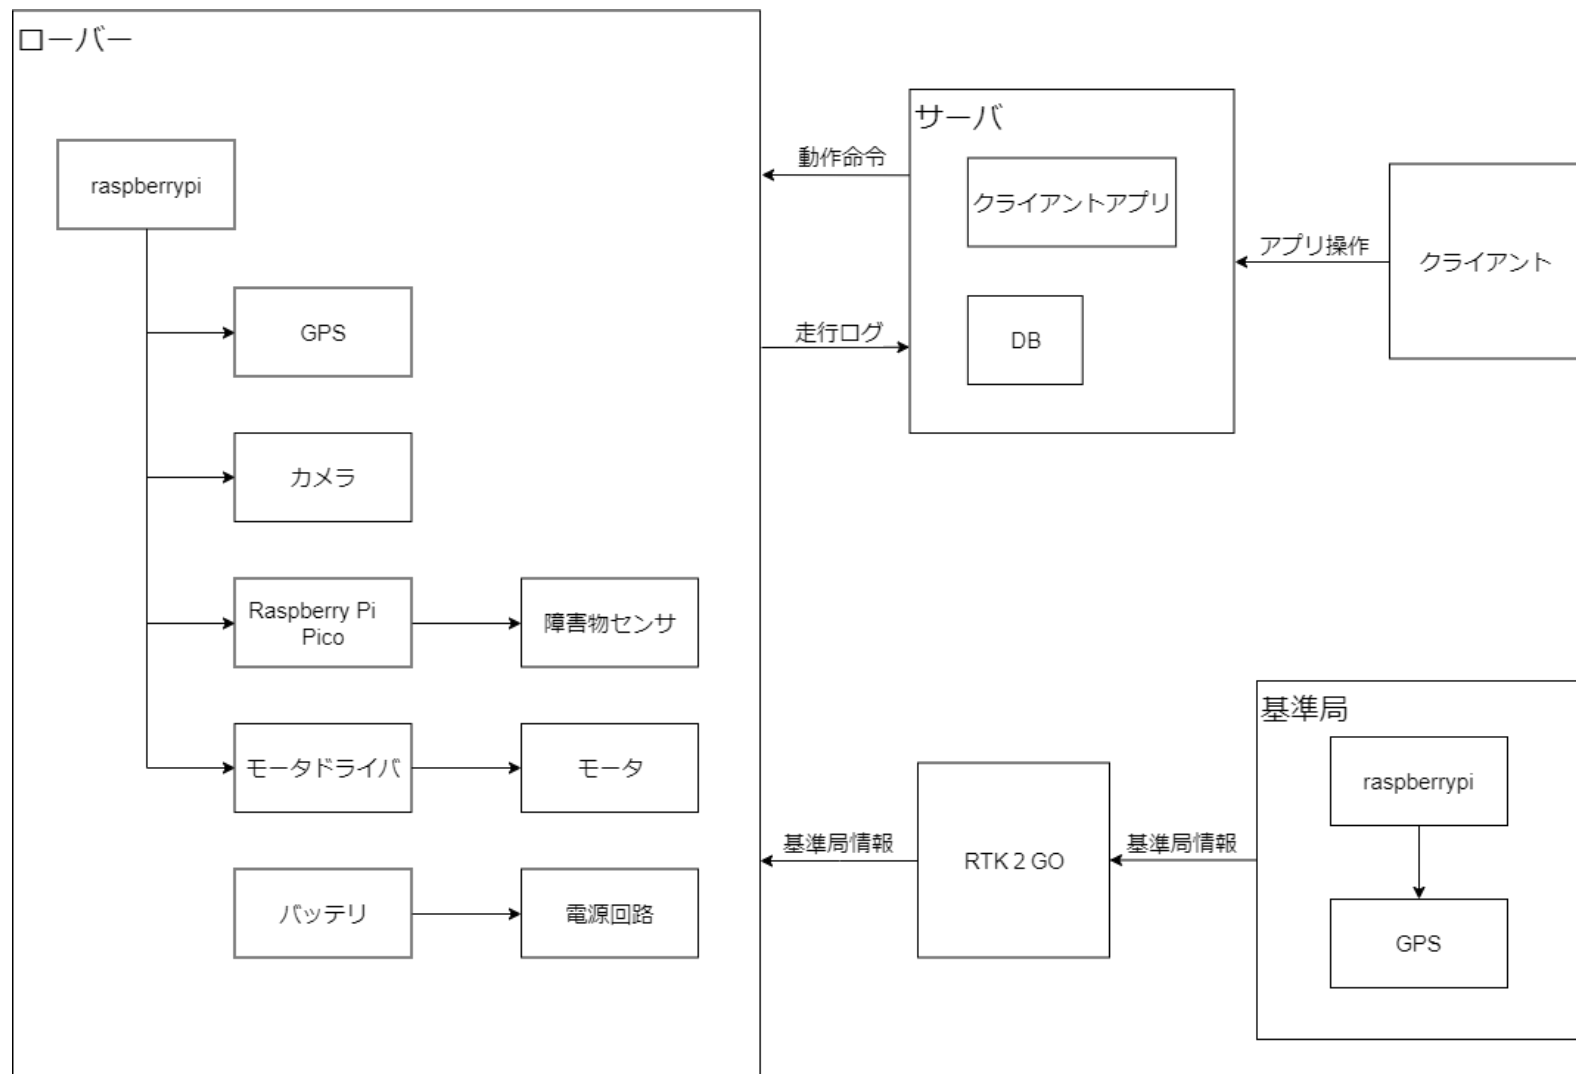 ローバー
raspberrypi
GPS
カメラ
Raspberry Pi
Pico
障害物センサ
モータドライバ
モータ
バッテリ
電源回路
動作命令
走行ログ
サーバ
クライアントアプリ
DB
アプリ操作
クライアント
基準局情報
RTK 2 GO
基準局情報
基準局
raspberrypi
GPS